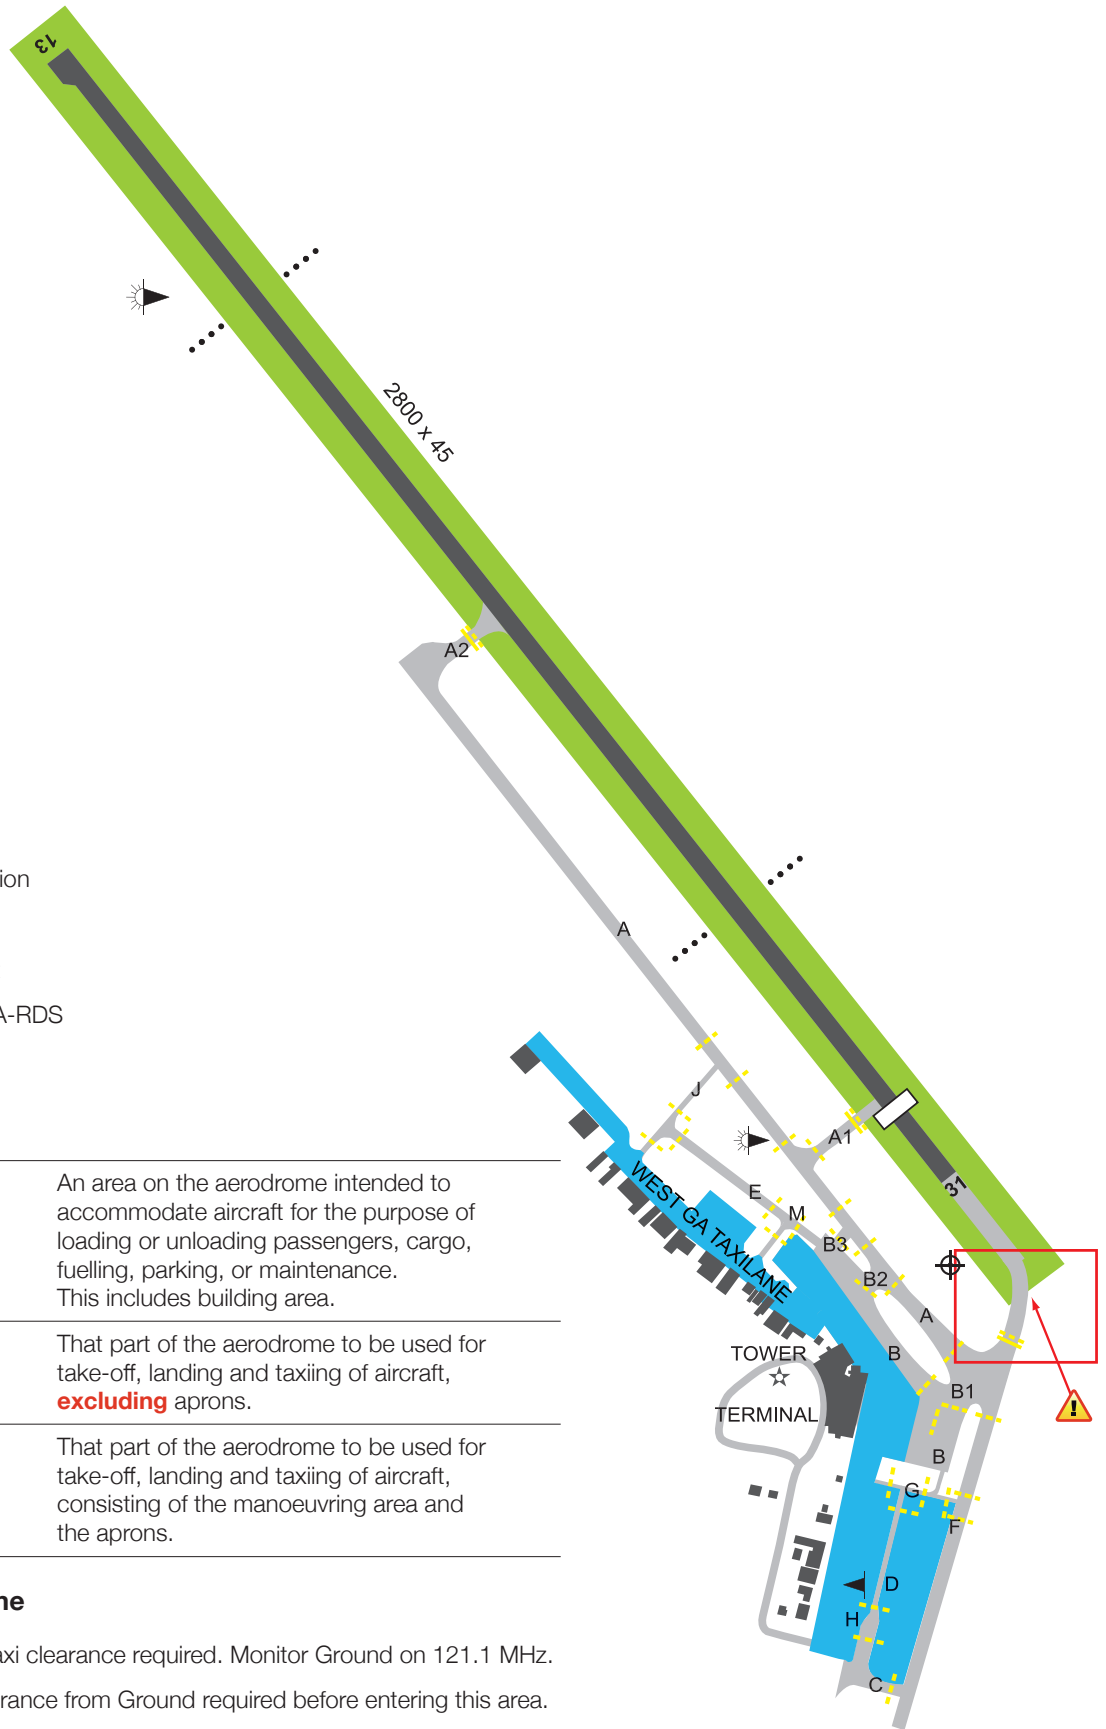 13
2800 x 45
A2
ion
A
A-RDS
J
A1
An area on the aerodrome intended to
accommodate aircraft for the purpose of
loading or unloading passengers, cargo,
fuelling, parking, or maintenance.
This includes building area.
WEST GA TAXILANE
E
M
31
B3
B2
A
That part of the aerodrome to be used for
take-off, landing and taxiing of aircraft,
excluding aprons.
TOWER
B
B1
TERMINAL
That part of the aerodrome to be used for
take-off, landing and taxiing of aircraft,
consisting of the manoeuvring area and
the aprons.
B
G
F
D
H
ne
axi clearance required. Monitor Ground on 121.1 MHz.
C
rance from Ground required before entering this area.